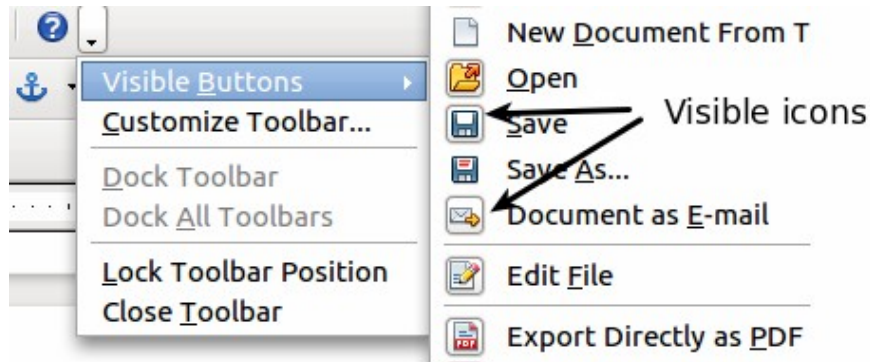 Visible Buttons
Customize Toolbar...
Dock Toolbar
Dock All Toolbars
Lock Toolbar Position
Close Toolbar
New Document From T
Open
Save
Save As...
Document as E-mail
Edit File
Export Directly as PDF
Visible icons